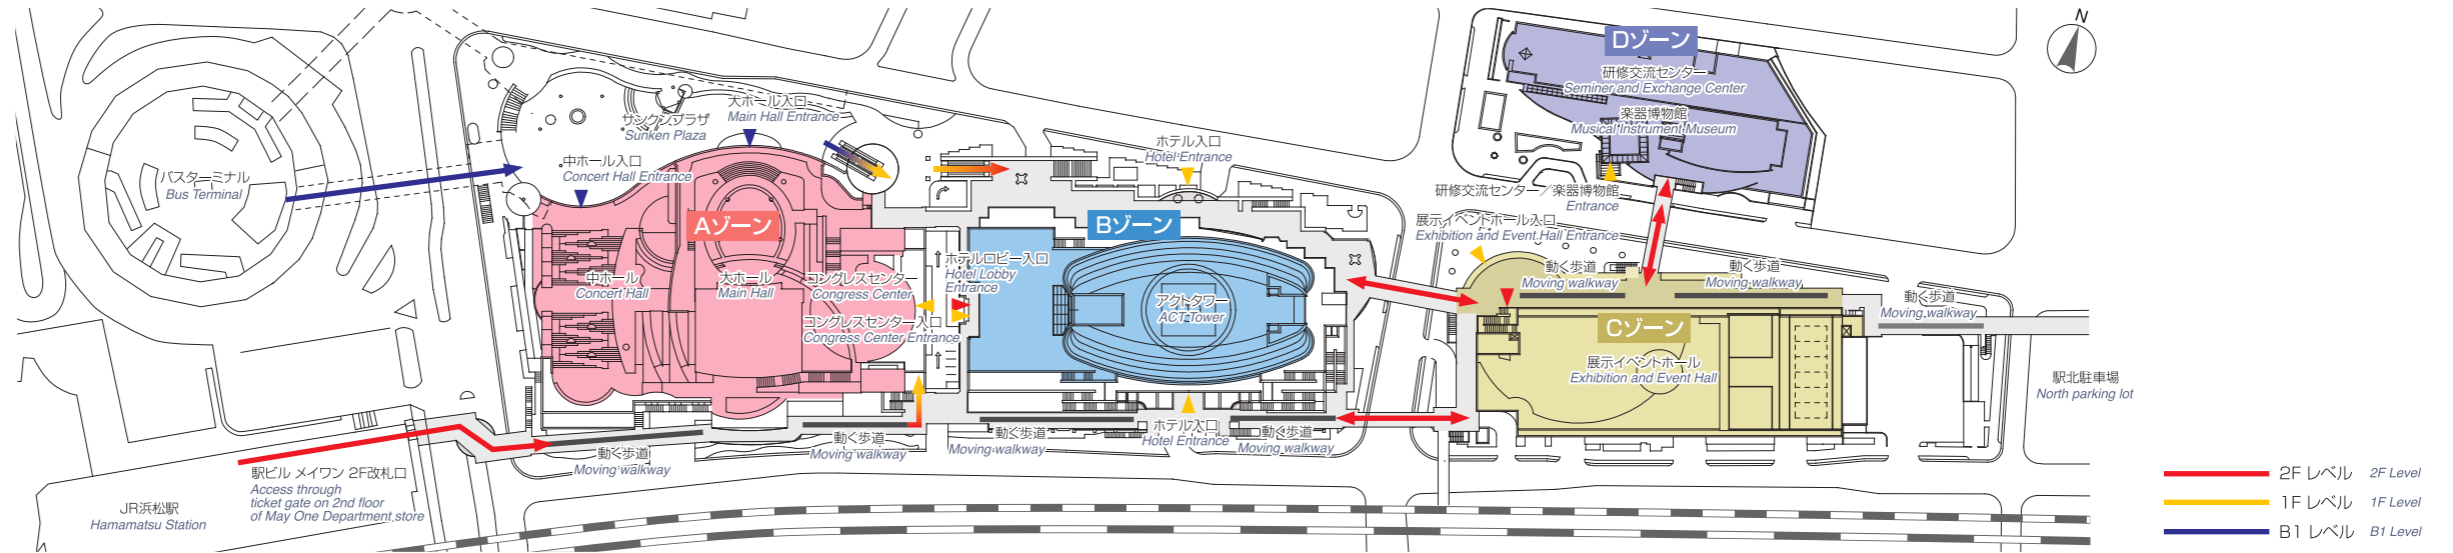 バスターミナル
Bus Terminal
サンクンプラザ
Sunken Plaza
大ホール入口
Main Hall Entrance
中ホール入口
Concert Hall Entrance
Aゾーン
中ホール
Concert Hall
大ホール
Main Hall
コングレスセンター
Congress Center
コングレスセンター入口
Congress Center Entrance
ホテルロビー入口
Hotel Lobby
Entrance
ホテル入口
Hotel Entrance
Bゾーン
アクトタワー
ACT Tower
ホテル入口
Hotel Entrance
動く歩道
Moving walkway
動く歩道
Moving walkway
動く歩道
Moving walkway
動く歩道
Moving walkway
駅ビル メイワン 2F改札口
Access through
ticket gate on 2nd floor
of May One Department store
JR浜松駅
Hamamatsu Station
Dゾーン
研修交流センター
Seminer and Exchange Center
楽器博物館
Musical Instrument Museum
研修交流センター／楽器博物館
Entrance
展示イベントホール入口
Exhibition and Event Hall Entrance
動く歩道
Moving walkway
動く歩道
Moving walkway
動く歩道
Moving walkway
Cゾーン
展示イベントホール
Exhibition and Event Hall
駅北駐車場
North parking lot
N
2F レベル 2F Level
1F レベル 1F Level
B1 レベル B1 Level